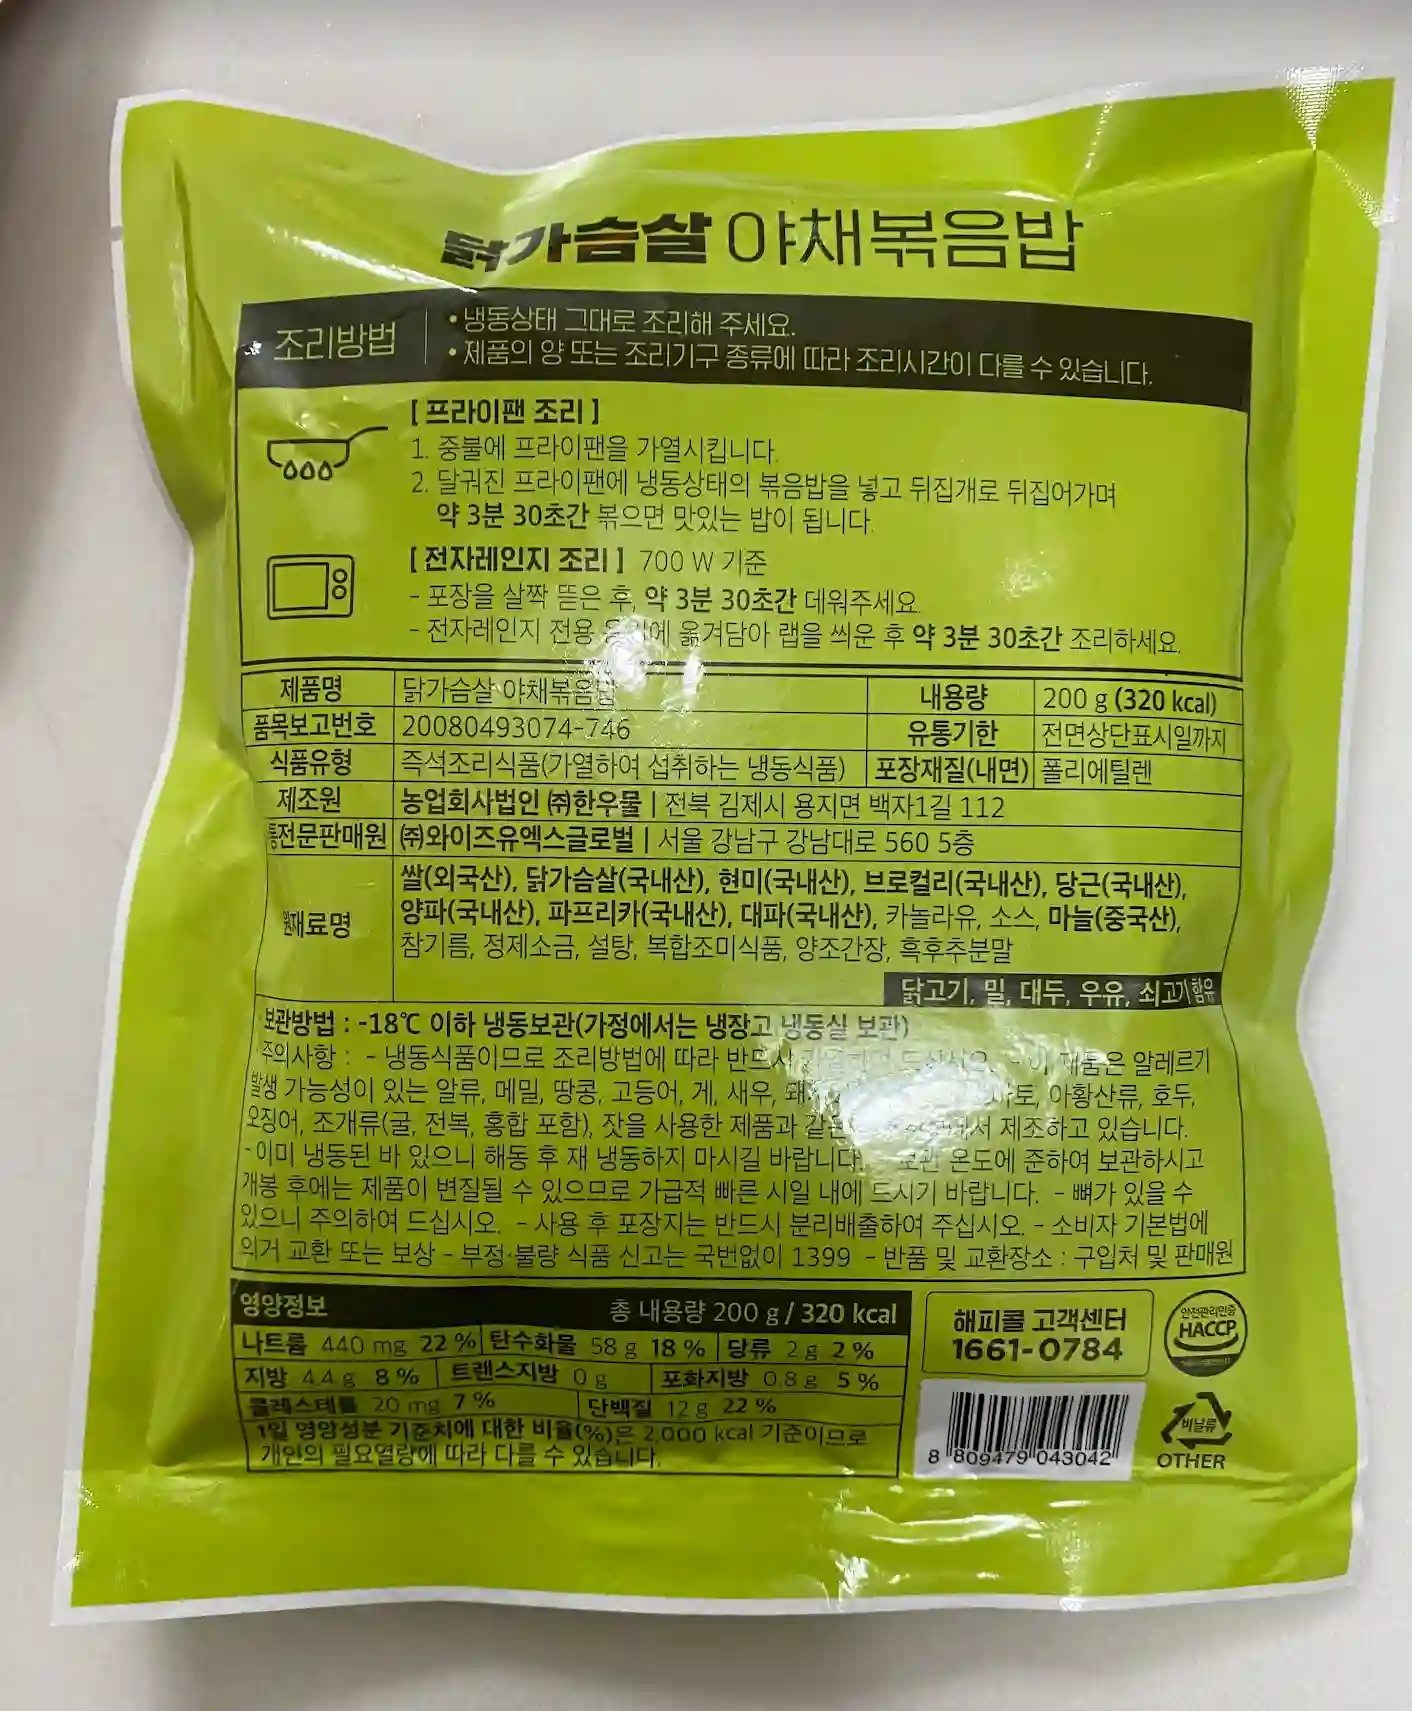 닭가슴살 야채볶음밥
조리방법
• 냉동상태 그대로 조리해 주세요.
• 제품의 양 또는 조리기구 종류에 따라 조리시간이 다를 수 있습니다.
[ 프라이팬 조리 ]
1. 중불에 프라이팬을 가열시킵니다.
2. 달궈진 프라이팬에 냉동상태의 볶음밥을 넣고 뒤집개로 뒤집어가며
약 3분 30초간 볶으면 맛있는 밥이 됩니다.
[ 전자레인지 조리 ] 700 W 기준
- 포장을 살짝 뜯은 후, 약 3분 30초간 데워주세요.
- 전자레인지 전용 옮겨담아 랩을 씌운 후 약 3분 30초간 조리하세요.
제품명 닭가슴살 야채볶음밥 내용량 200 g (320 kcal)
품목보고번호 20080493074-746 유통기한 전면상단표시일까지
식품유형 즉석조리식품(가열하여 섭취하는 냉동식품) 포장재질(내면) 폴리에틸렌
제조원 농업회사법인 ㈜한우물 | 전북 김제시 용지면 백자1길 112
통전문판매원 ㈜와이즈유엑스글로벌 | 서울 강남구 강남대로 560 5층
원재료명
쌀(외국산), 닭가슴살(국내산), 현미(국내산), 브로컬리(국내산), 당근(국내산),
양파(국내산), 파프리카(국내산), 대파(국내산), 카놀라유, 소스, 마늘(중국산),
참기름, 정제소금, 설탕, 복합조미식품, 양조간장, 흑후추분말
닭고기, 밀, 대두, 우유, 쇠고기 함유
보관방법 : -18℃ 이하 냉동보관(가정에서는 냉장고 냉동실 보관)
주의사항 : - 냉동식품이므로 조리방법에 따라 반드시 - 이 제품은 알레르기
발생 가능성이 있는 알류, 메밀, 땅콩, 고등어, 게, 새우, 아황산류, 호두,
오징어, 조개류(굴, 전복, 홍합 포함), 잣을 사용한 제품과 제조하고 있습니다.
- 이미 냉동된 바 있으니 해동 후 재 냉동하지 마시길 바랍니다. 온도에 준하여 보관하시고
개봉 후에는 제품이 변질될 수 있으므로 가급적 빠른 시일 내에 드시기 바랍니다. - 뼈가 있을 수
있으니 주의하여 드십시오. - 사용 후 포장지는 반드시 분리배출하여 주십시오. - 소비자 기본법에
의거 교환 또는 보상 - 부정·불량 식품 신고는 국번없이 1399 - 반품 및 교환장소 : 구입처 및 판매원
영양정보 총 내용량 200 g / 320 kcal
나트륨 440 mg 22 % 탄수화물 58 g 18 % 당류 2 g 2 %
지방 4.4 g 8 % 트랜스지방 0 g 포화지방 0.8 g 5 %
콜레스테롤 20 mg 7 % 단백질 12 g 22 %
1일 영양성분 기준치에 대한 비율(%)은 2,000 kcal 기준이므로
개인의 필요열량에 따라 다를 수 있습니다.
해피콜 고객센터
1661-0784
안전관리인증
HACCP
8 809479 043042
비닐류
OTHER